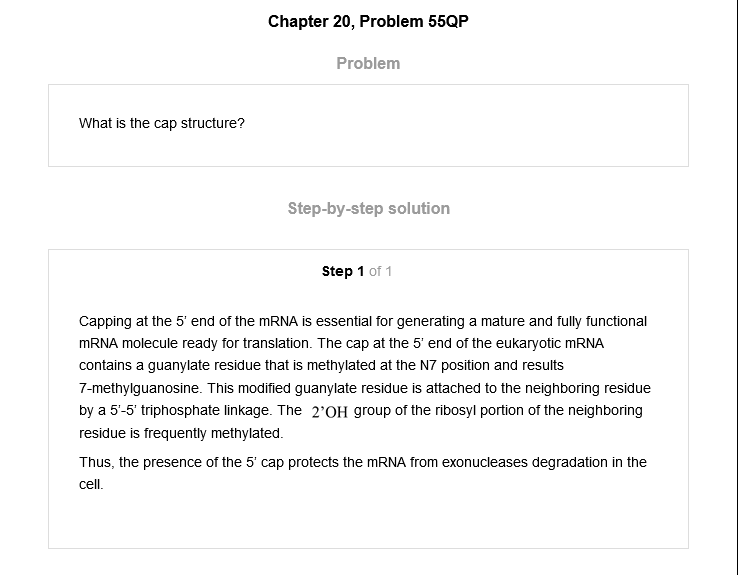 Chapter 20, Problem 55QP
Problem
What is the cap structure?
Step-by-step solution
Step 1 of 1
Capping at the 5' end of the mRNA is essential for generating a mature and fully functional
mRNA molecule ready for translation. The cap at the 5' end of the eukaryotic mRNA
contains a guanylate residue that is methylated at the N7 position and results
7-methylguanosine. This modified guanylate residue is attached to the neighboring residue
by a 5'-5' triphosphate linkage. The 2’OH group of the ribosyl portion of the neighboring
residue is frequently methylated.
Thus, the presence of the 5' cap protects the mRNA from exonucleases degradation in the
cell.